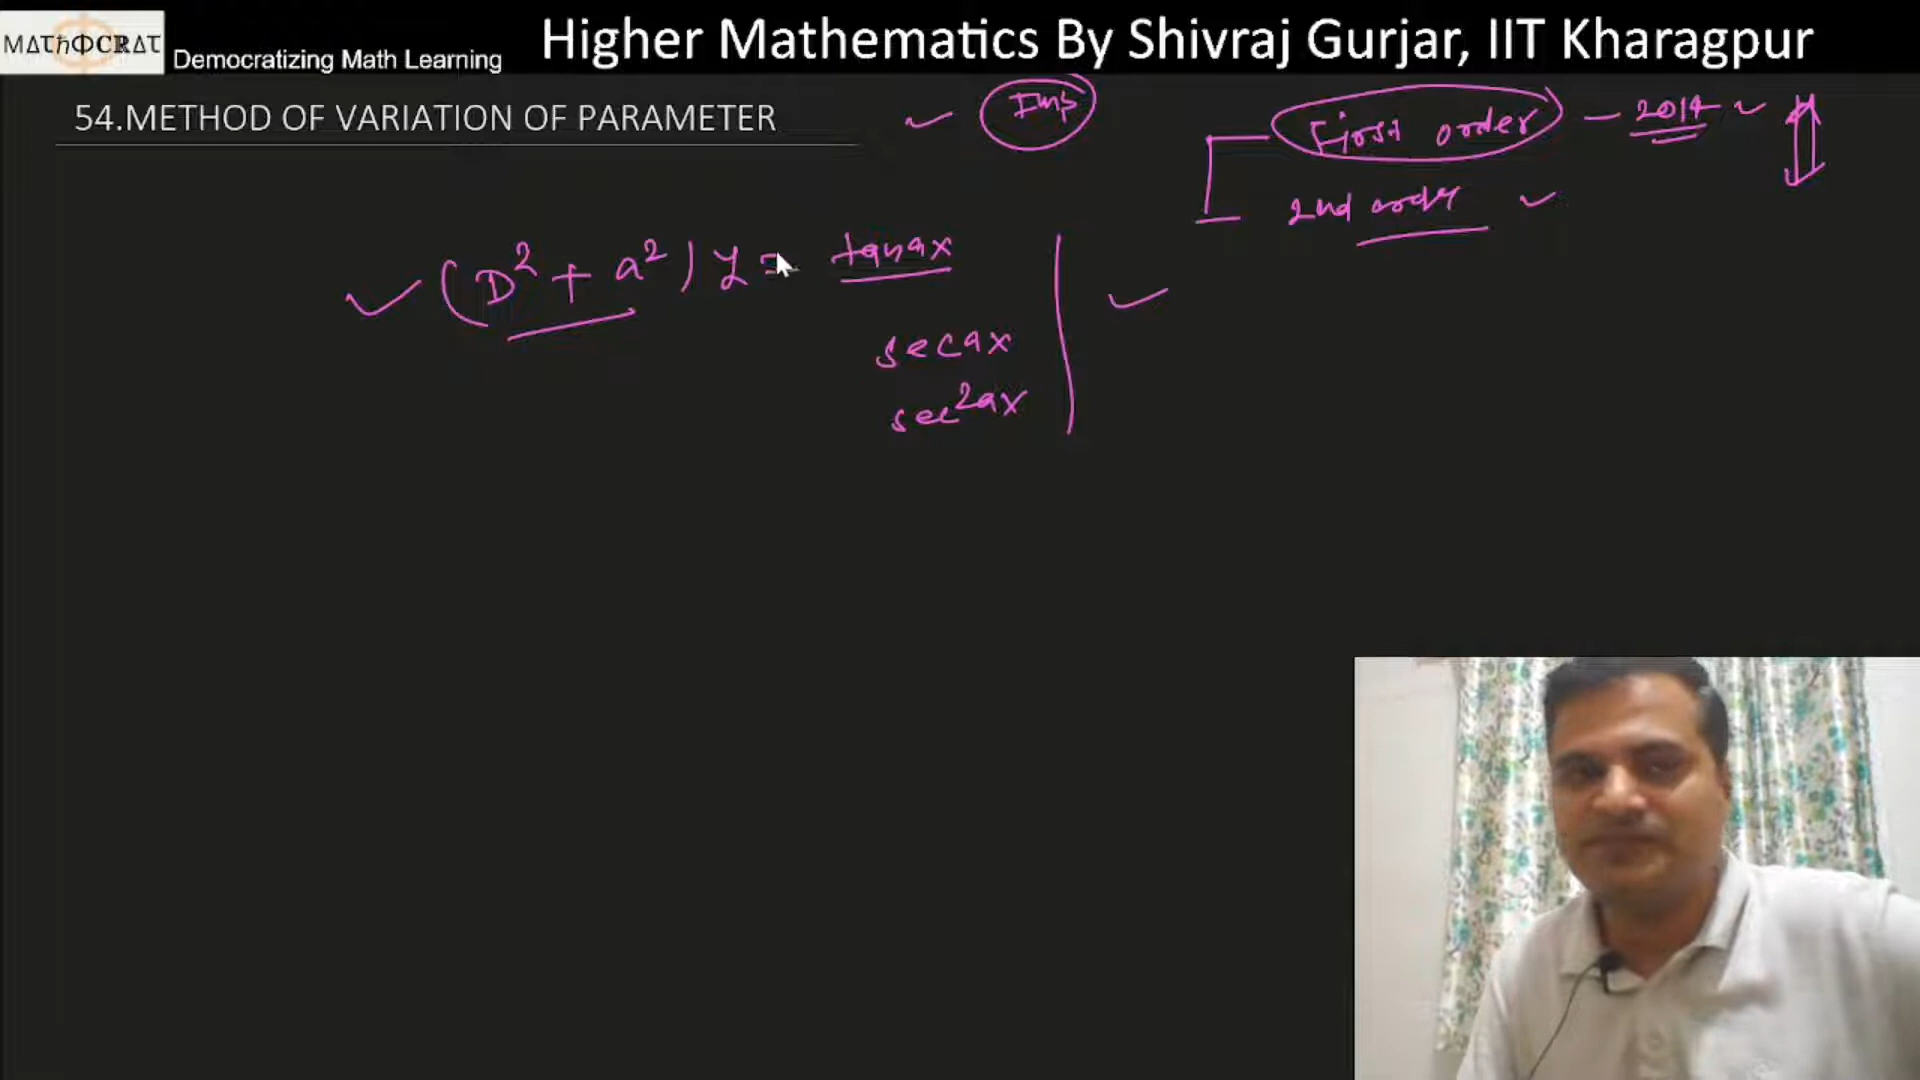 MΔTℏΦCRΔT
Democratizing Math Learning
Higher Mathematics By Shivraj Gurjar, IIT Kharagpur
54.METHOD OF VARIATION OF PARAMETER
Imp
First order – 2014
2nd order
(D² + a²) y = tanax
secax
sec²ax